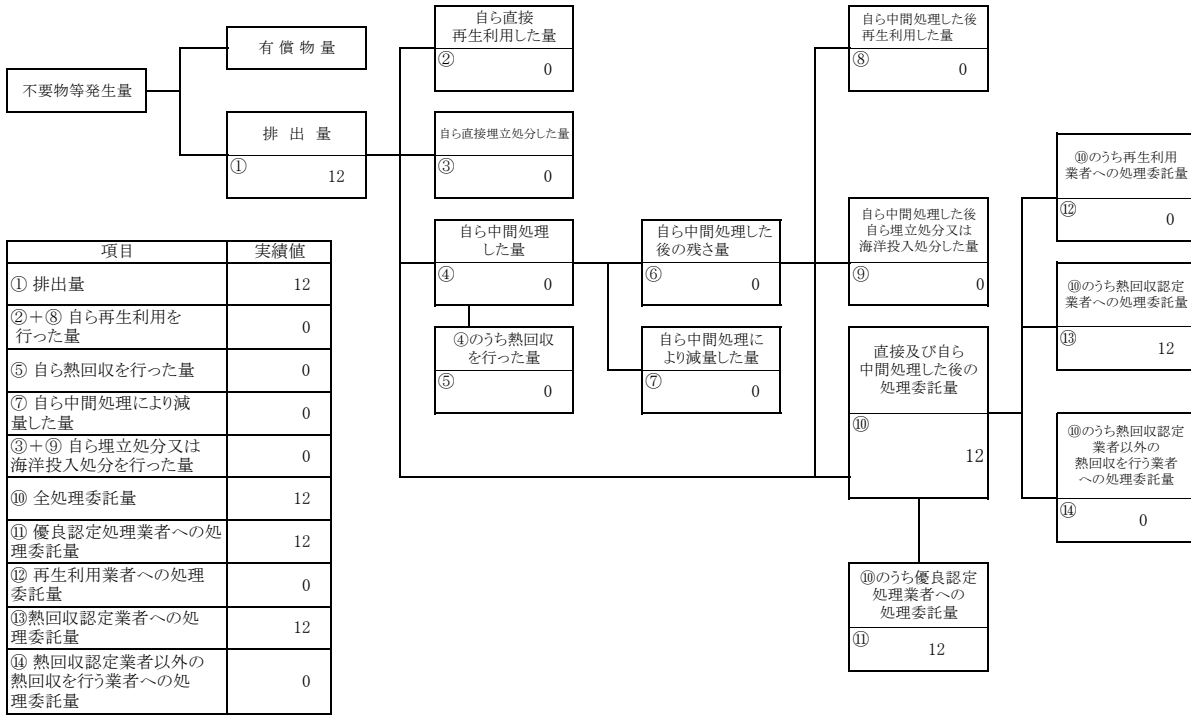 不要物等発生量
有 償 物 量
排 出 量
①
12
自ら直接
再生利用した量
②
0
自ら直接埋立処分した量
③
0
自ら中間処理
した量
④
0
④のうち熱回収
を行った量
⑤
0
自ら中間処理した
後の残さ量
⑥
0
自ら中間処理に
より減量した量
⑦
0
自ら中間処理した後
再生利用した量
⑧
0
自ら中間処理した後
自ら埋立処分又は
海洋投入処分した量
⑨
0
直接及び自ら
中間処理した後の
処理委託量
⑩
12
⑩のうち優良認定
処理業者への
処理委託量
⑪
12
⑩のうち再生利用
業者への処理委託量
⑫
0
⑩のうち熱回収認定
業者への処理委託量
⑬
12
⑩のうち熱回収認定
業者以外の
熱回収を行う業者
への処理委託量
⑭
0
項目 実績値
① 排出量 12
②+⑧ 自ら再生利用を
行った量 0
⑤ 自ら熱回収を行った量 0
⑦ 自ら中間処理により減
量した量 0
③+⑨ 自ら埋立処分又は
海洋投入処分を行った量 0
⑩ 全処理委託量 12
⑪ 優良認定処理業者への処
理委託量 12
⑫ 再生利用業者への処理
委託量 0
⑬熱回収認定業者への処
理委託量 12
⑭ 熱回収認定業者以外の
熱回収を行う業者への処
理委託量 0